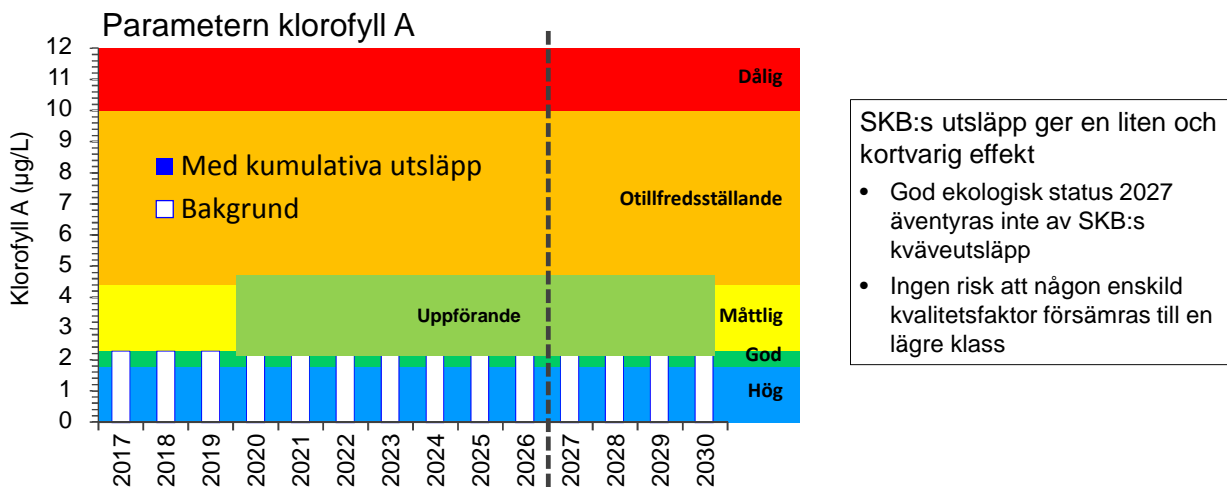 Parametern klorofyll A
Klorofyll A (µg/L)
12
11
10
9
8
7
6
5
4
3
2
1
0
Dålig
Otillfredsställande
Måttlig
God
Hög
Med kumulativa utsläpp
Bakgrund
Uppförande
2017
2018
2019
2020
2021
2022
2023
2024
2025
2026
2027
2028
2029
2030
SKB:s utsläpp ger en liten och
kortvarig effekt
• God ekologisk status 2027
äventyras inte av SKB:s
kväveutsläpp
• Ingen risk att någon enskild
kvalitetsfaktor försämras till en
lägre klass